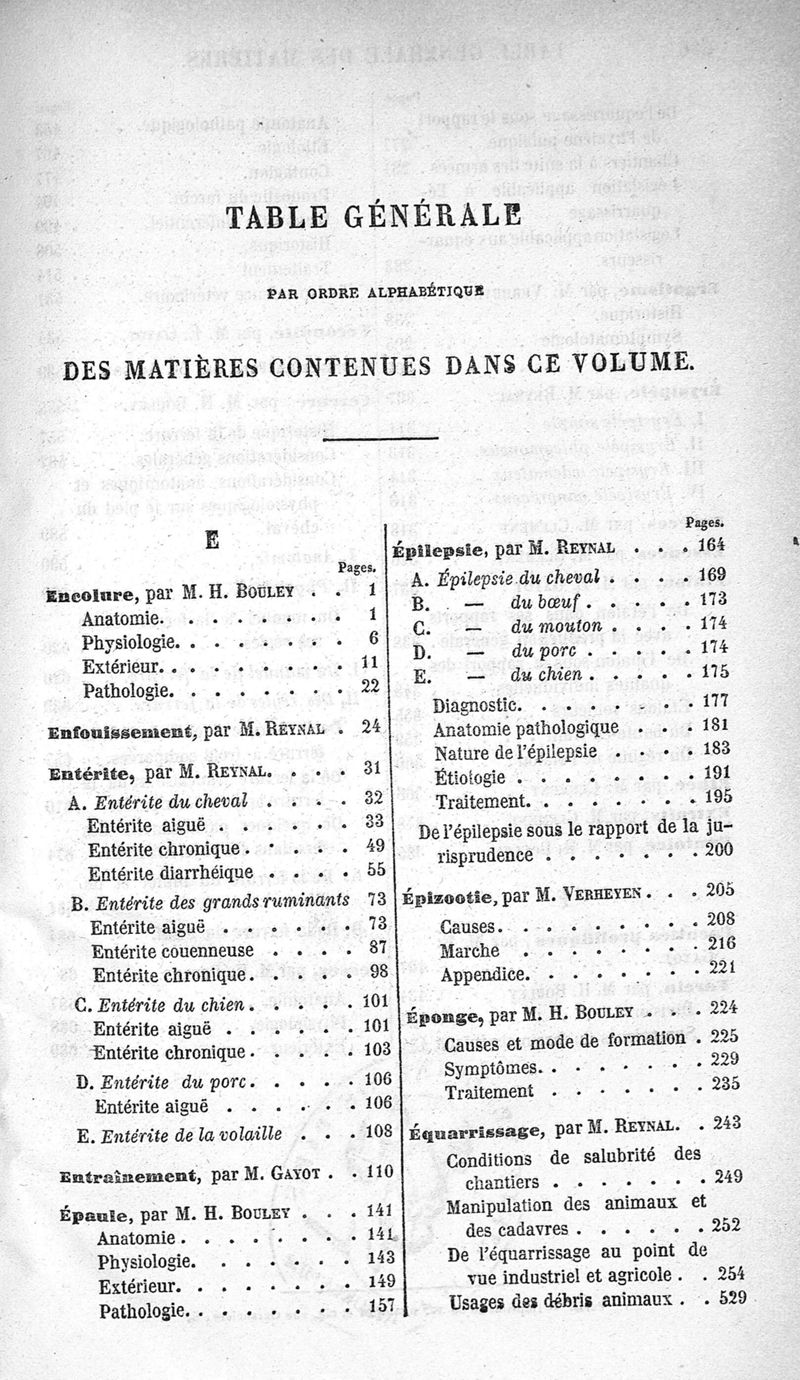 TABLE GÉNÉRALE
PAR ORDRE ALPHABÉTIQUE
DES MATIÈRES CONTENUES DANS CE VOLUME.
E
Pages.
Encolure, par M. H. BOULEY . . . 1
Anatomie. . . . . . . . . 1
Physiologie. . . . . . . . 6
Extérieur. . . . . . . . . 11
Pathologie. . . . . . . . 22
Enfouissement, par M. REYNAL . 24
Entérite, par M. REYNAL. . . . 31
A. Entérite du cheval . . . . 32
Entérite aiguë . . . . . . 33
Entérite chronique . . . . . 49
Entérite diarrhéique . . . . 55
B. Entérite des grands ruminants 73
Entérite aiguë . . . . . . 73
Entérite couenneuse . . . . 87
Entérite chronique. . . . . 98
C. Entérite du chien. . . . . 101
Entérite aiguë . . . . . . 101
Entérite chronique. . . . . 103
D. Entérite du porc. . . . . 106
Entérite aiguë . . . . . . 106
E. Entérite de la volaille . . . 108
Entraînement, par M. GAYOT . . 110
Épaule, par M. H. BOULEY . . . 141
Anatomie . . . . . . . . 141
Physiologie. . . . . . . . 143
Extérieur. . . . . . . . . 149
Pathologie. . . . . . . . 157
Pages.
Épilepsie, par M. REYNAL . . . 164
A. Épilepsie du cheval . . . . 169
B. — du bœuf . . . . . 173
C. — du mouton . . . . 174
D. — du porc . . . . . 174
E. — du chien . . . . . 175
Diagnostic. . . . . . . . 177
Anatomie pathologique . . . 181
Nature de l'épilepsie . . . . 183
Étiologie . . . . . . . . 191
Traitement. . . . . . . . 195
De l'épilepsie sous le rapport de la ju-
risprudence . . . . . . . 200
Épizootie, par M. VERHEYEN . . . 205
Causes. . . . . . . . . 208
Marche . . . . . . . . 216
Appendice. . . . . . . . 221
Éponge, par M. H. BOULEY . . . 224
Causes et mode de formation . 225
Symptômes. . . . . . . . 229
Traitement . . . . . . . 235
Équarrissage, par M. REYNAL. . 243
Conditions de salubrité des
chantiers . . . . . . . 249
Manipulation des animaux et
des cadavres . . . . . . 252
De l'équarrissage au point de
vue industriel et agricole . . 254
Usages des débris animaux . . 529